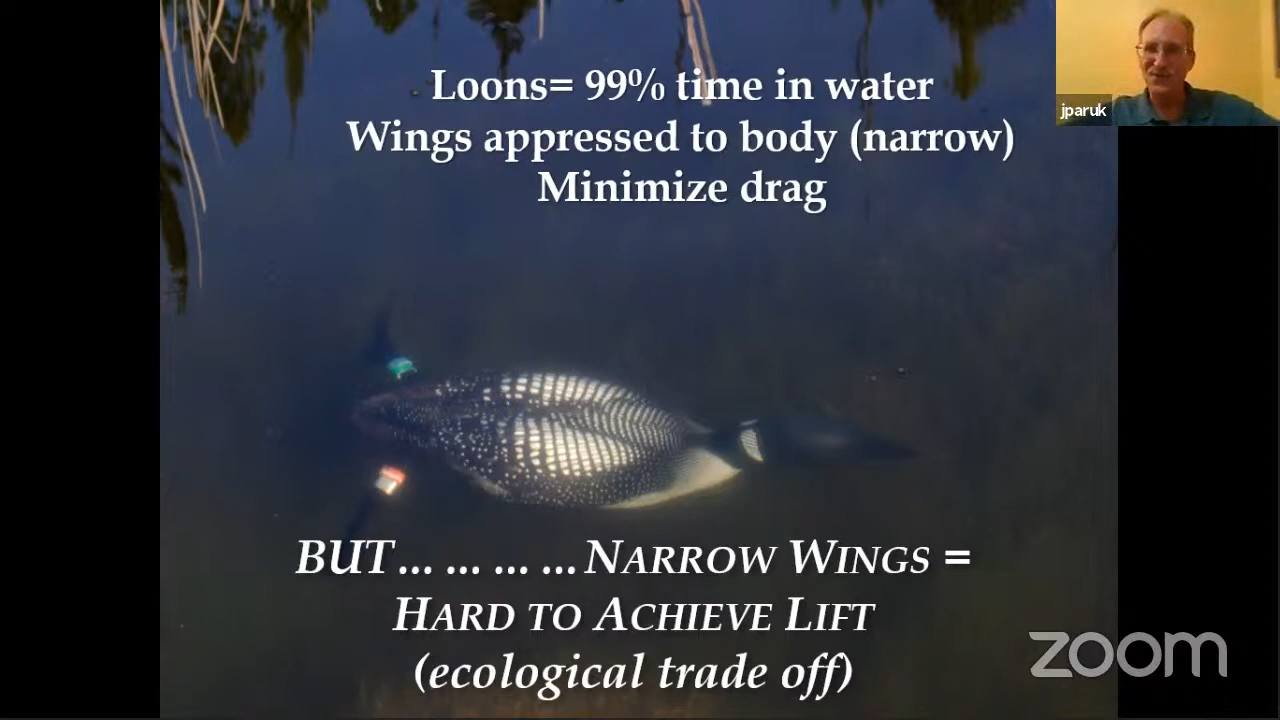 Loons= 99% time in water
Wings appressed to body (narrow)
Minimize drag
jparuk
BUT... ... ... ...NARROW WINGS =
HARD TO ACHIEVE LIFT
(ecological trade off)
zoom